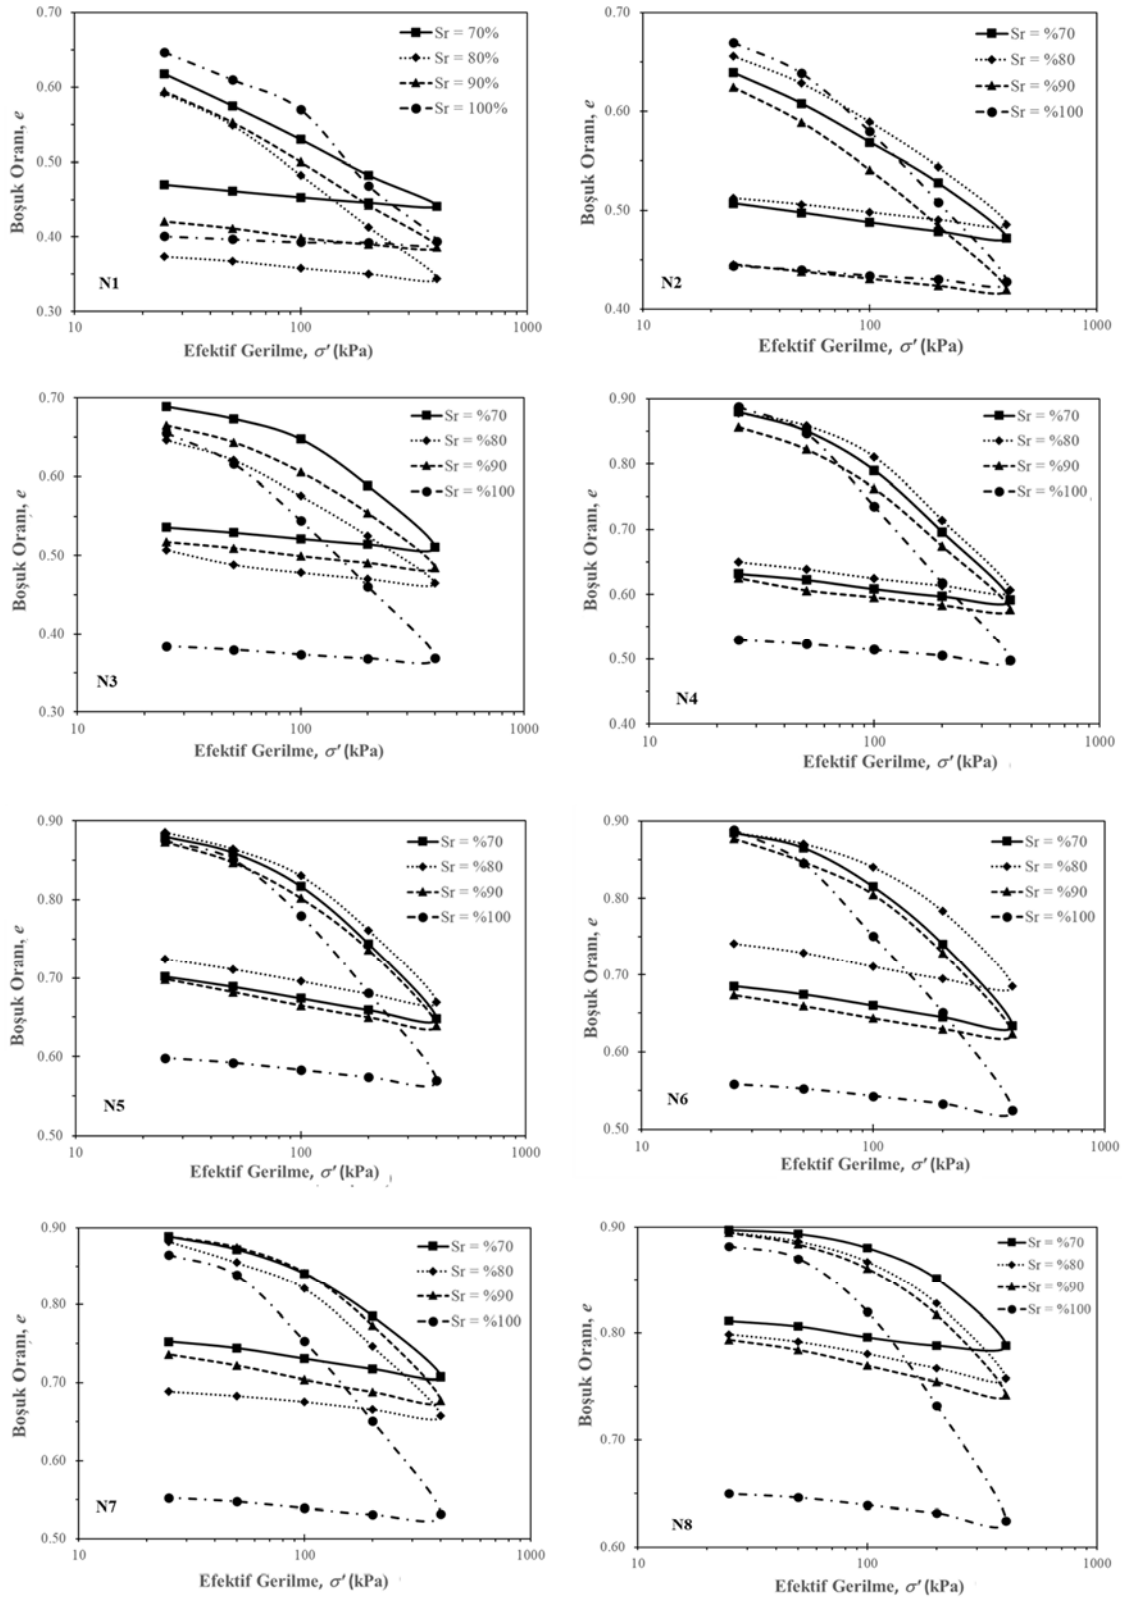 0.70
0.60
0.50
0.40
0.30
10
100
1000
Boşuk Oranı, e
Efektif Gerilme, σ' (kPa)
Sr = 70%
Sr = 80%
Sr = 90%
Sr = 100%
N1
0.70
0.60
0.50
0.40
10
100
1000
Boşuk Oranı, e
Efektif Gerilme, σ' (kPa)
Sr = %70
Sr = %80
Sr = %90
Sr = %100
N2
0.70
0.60
0.50
0.40
0.30
10
100
1000
Boşuk Oranı, e
Efektif Gerilme, σ' (kPa)
Sr = %70
Sr = %80
Sr = %90
Sr = %100
N3
0.90
0.80
0.70
0.60
0.50
0.40
10
100
1000
Boşuk Oranı, e
Efektif Gerilme, σ' (kPa)
Sr = %70
Sr = %80
Sr = %90
Sr = %100
N4
0.90
0.80
0.70
0.60
0.50
10
100
1000
Boşuk Oranı, e
Efektif Gerilme, σ' (kPa)
Sr = %70
Sr = %80
Sr = %90
Sr = %100
N5
0.90
0.80
0.70
0.60
0.50
10
100
1000
Boşuk Oranı, e
Efektif Gerilme, σ' (kPa)
Sr = %70
Sr = %80
Sr = %90
Sr = %100
N6
0.90
0.80
0.70
0.60
0.50
10
100
1000
Boşuk Oranı, e
Efektif Gerilme, σ' (kPa)
Sr = %70
Sr = %80
Sr = %90
Sr = %100
N7
0.90
0.80
0.70
0.60
10
100
1000
Boşuk Oranı, e
Efektif Gerilme, σ' (kPa)
Sr = %70
Sr = %80
Sr = %90
Sr = %100
N8